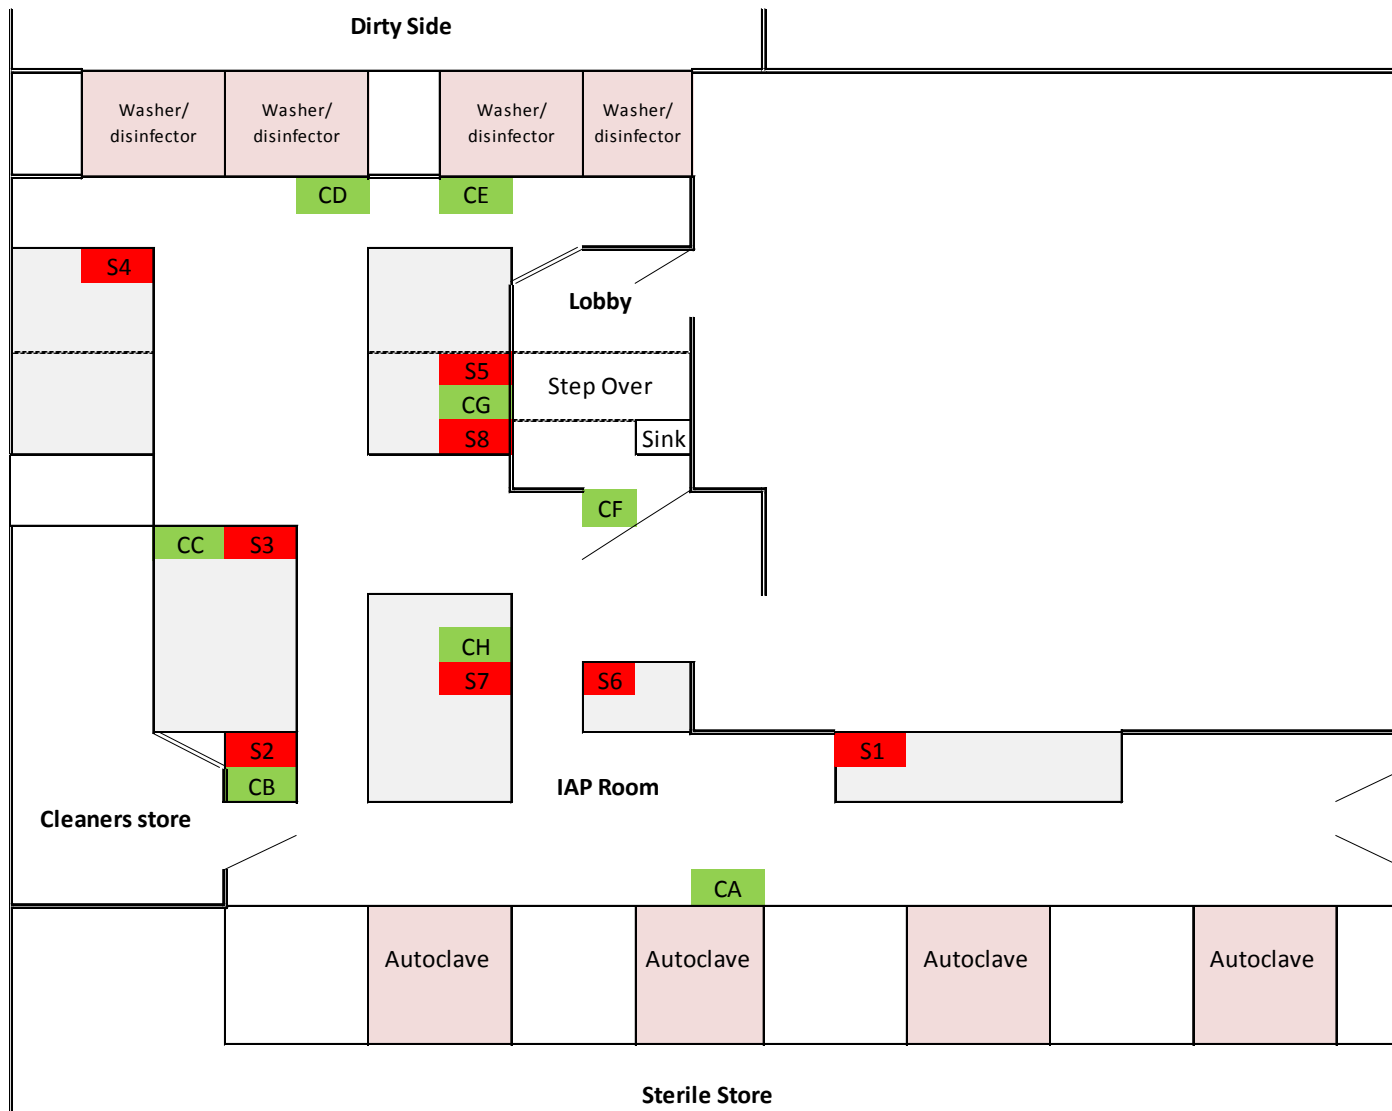 Dirty Side
Washer/
disinfector
Washer/
disinfector
Washer/
disinfector
Washer/
disinfector
CD
CE
S4
Lobby
S5
Step Over
CG
S8
Sink
CF
CC
S3
CH
S7
S6
S2
S1
CB
IAP Room
Cleaners store
CA
Autoclave
Autoclave
Autoclave
Autoclave
Sterile Store